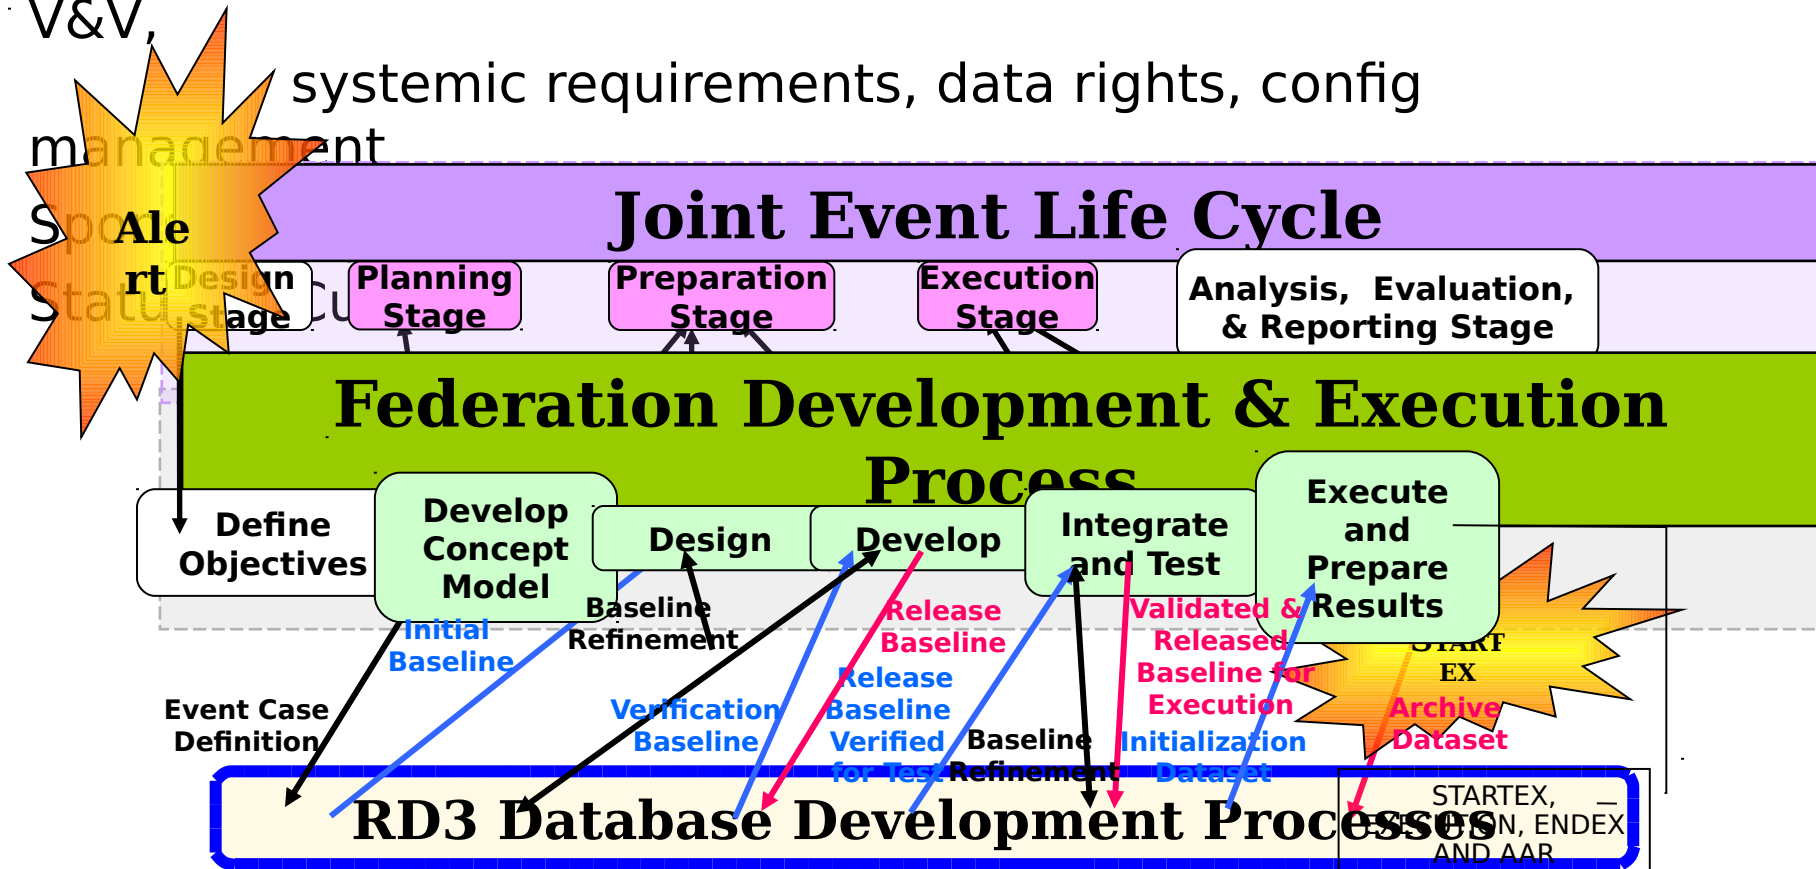 V&V,
systemic requirements, data rights, config
management
Joint Event Life Cycle
Ale
rt
Design
Stage
Planning
Stage
Preparation
Stage
Execution
Stage
Analysis, Evaluation,
& Reporting Stage
Federation Development & Execution
Process
Define
Objectives
Develop
Concept
Model
Design
Develop
Integrate
and Test
Execute
and
Prepare
Results
START
EX
Initial
Baseline
Baseline
Refinement
Release
Baseline
Validated &
Released
Baseline for
Execution
Event Case
Definition
Verification
Baseline
Release
Baseline
Verified
for Test
Baseline
Refinement
Initialization
Dataset
Archive
Dataset
RD3 Database Development Processes
STARTEX,
EXECUTION, ENDEX
AND AAR